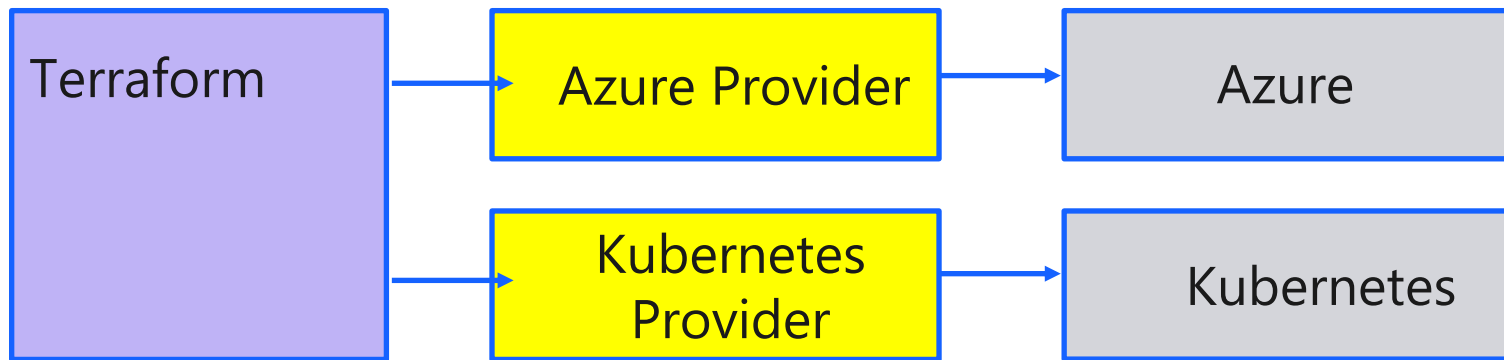 Terraform
Azure Provider
Azure
Kubernetes
Provider
Kubernetes